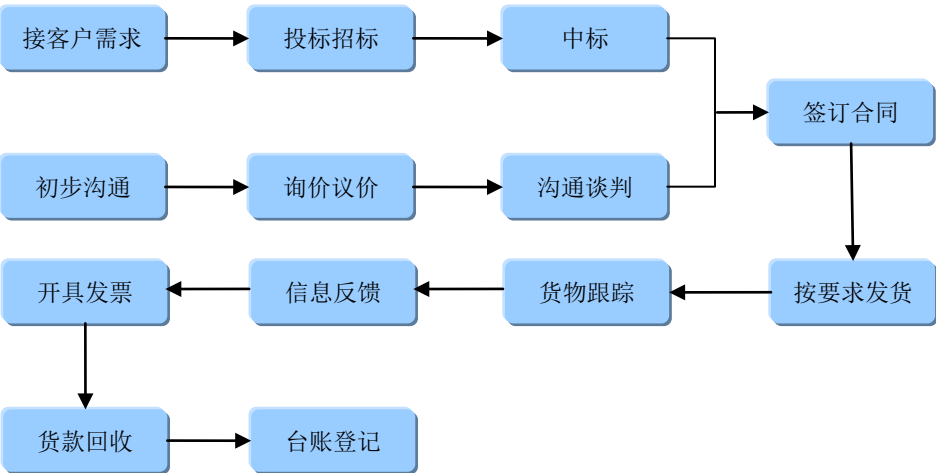 接客户需求
投标招标
中标
签订合同
初步沟通
询价议价
沟通谈判
开具发票
信息反馈
货物跟踪
按要求发货
货款回收
台账登记